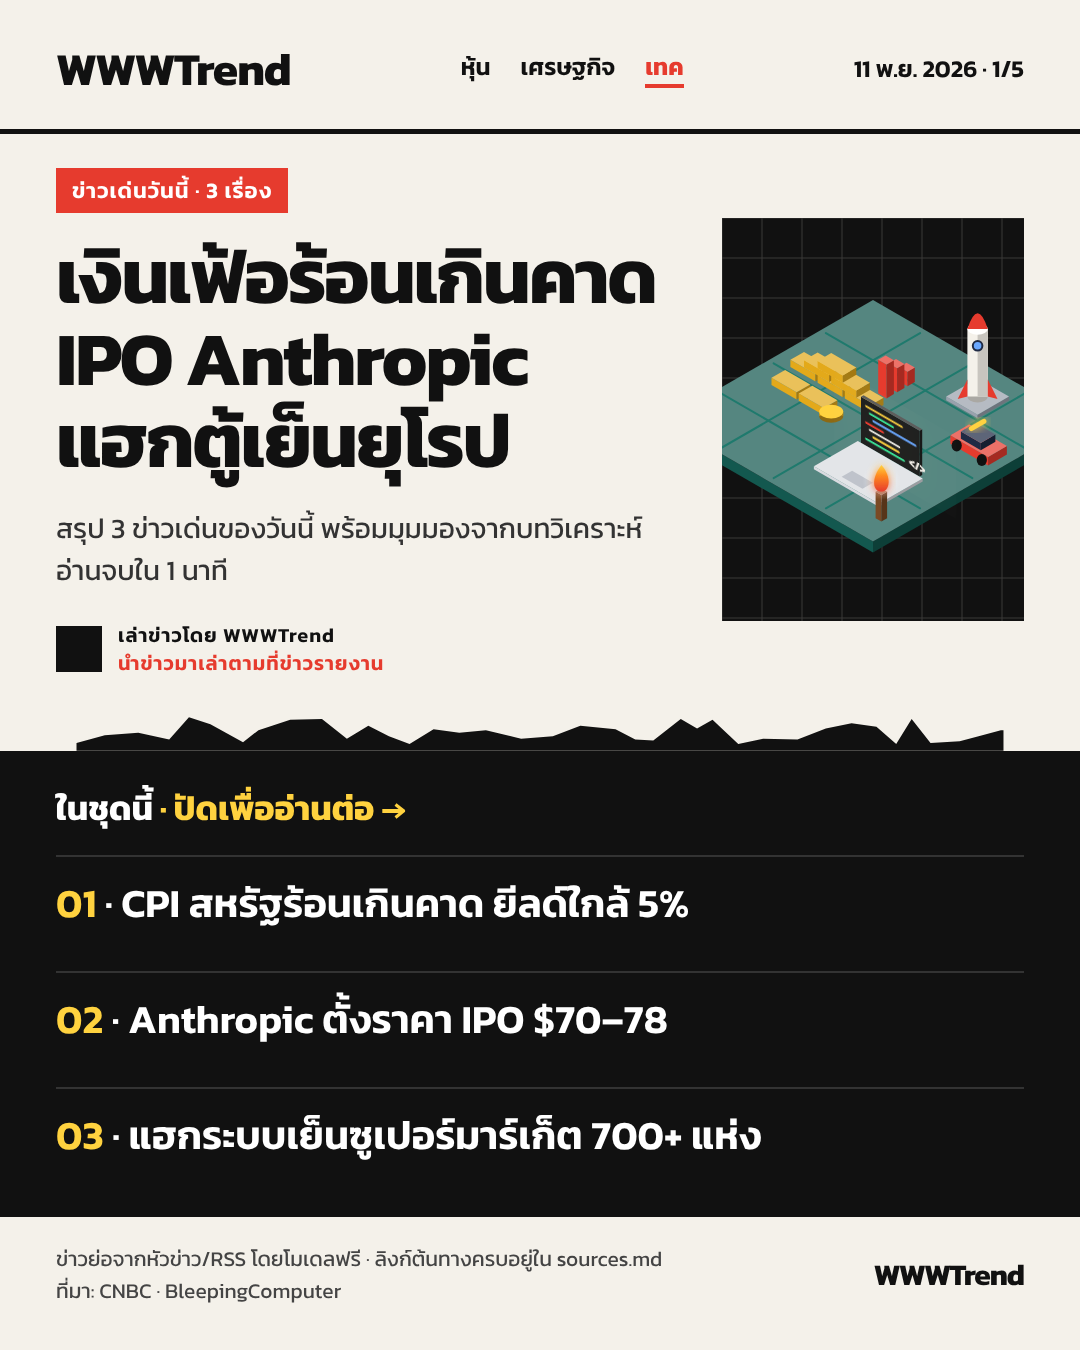 WWWTrend
หุ้น เศรษฐกิจ เทค
11 พ.ย. 2026 · 1/5
ข่าวเด่นวันนี้ · 3 เรื่อง
เงินเฟ้อร้อนเกินคาด
IPO Anthropic
แฮกตู้เย็นยุโรป
สรุป 3 ข่าวเด่นของวันนี้ พร้อมมุมมองจากบทวิเคราะห์
อ่านจบใน 1 นาที
</>
เล่าข่าวโดย WWWTrend
นำข่าวมาเล่าตามที่ข่าวรายงาน
ในชุดนี้ · ปัดเพื่ออ่านต่อ →
01 · CPI สหรัฐร้อนเกินคาด ยีลด์ใกล้ 5%
02 · Anthropic ตั้งราคา IPO $70–78
03 · แฮกระบบเย็นซูเปอร์มาร์เก็ต 700+ แห่ง
ข่าวย่อจากหัวข่าว/RSS โดยโมเดลฟรี · ลิงก์ต้นทางครบอยู่ใน sources.md
ที่มา: CNBC · BleepingComputer
WWWTrend